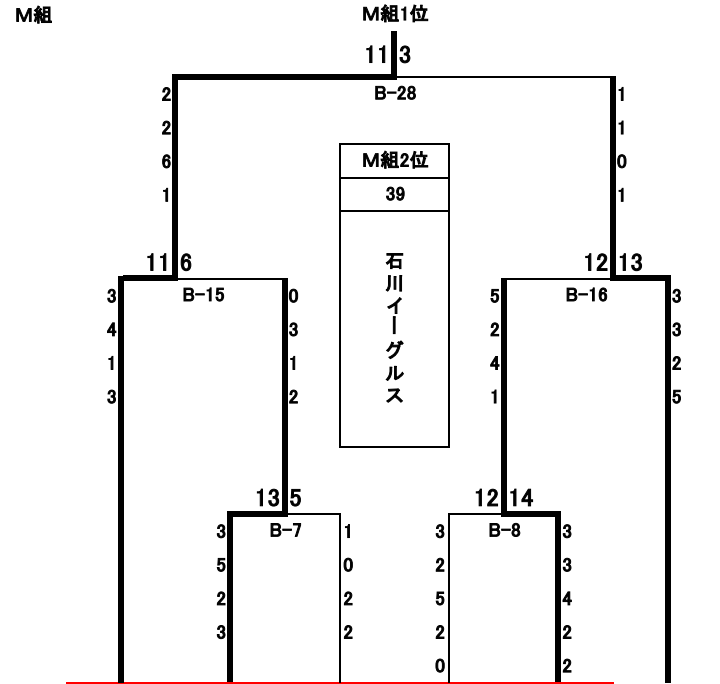 M組
M組1位
11 3
B-28
2 1
2 1
6 0
1 1
M組2位
39
石川イーグルス
11 6
B-15
12 13
B-16
3 0 5 3
4 3 2 3
1 1 4 2
3 2 1 5
13 5
B-7
12 14
B-8
3 1 3 3
5 0 2 3
2 2 5 4
3 2 2 2
0 2